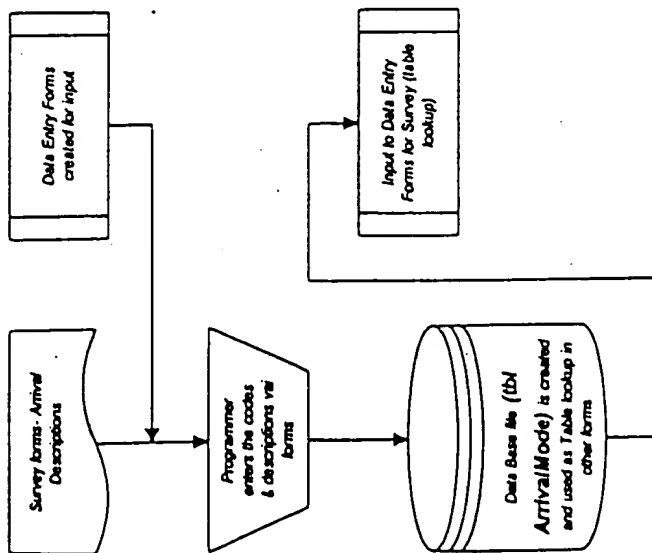 Survey forms - Arrival
Descriptions
Data Entry Forms
created for input
Programmer
enters the codes
& descriptions vai
forms
Data Base file (tbl
ArrivalMode) is created
and used as Table lookup in
other forms
Input to Data Entry
Forms for Survey (table
lookup)